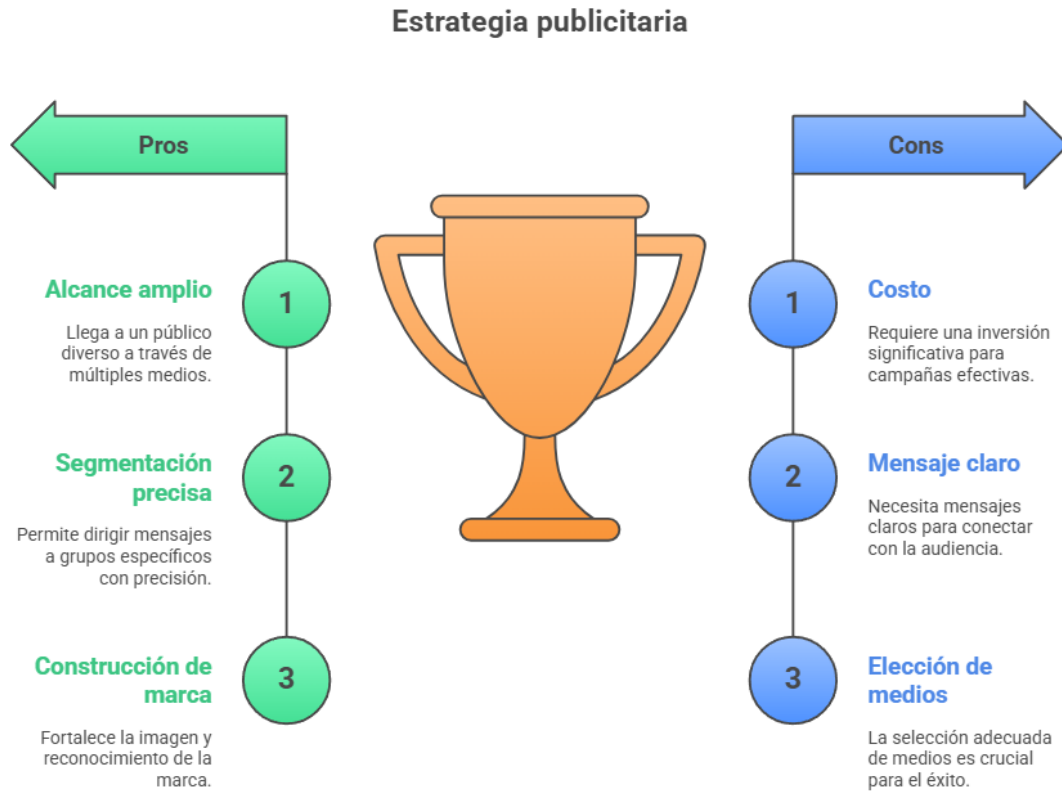 Estrategia publicitaria
Pros
1
Alcance amplio
Llega a un público
diverso a través de
múltiples medios.
2
Segmentación
precisa
Permite dirigir mensajes
a grupos específicos
con precisión.
3
Construcción de
marca
Fortalece la imagen y
reconocimiento de la
marca.
Cons
1
Costo
Requiere una inversión
significativa para
campañas efectivas.
2
Mensaje claro
Necesita mensajes
claros para conectar
con la audiencia.
3
Elección de
medios
La selección adecuada
de medios es crucial
para el éxito.